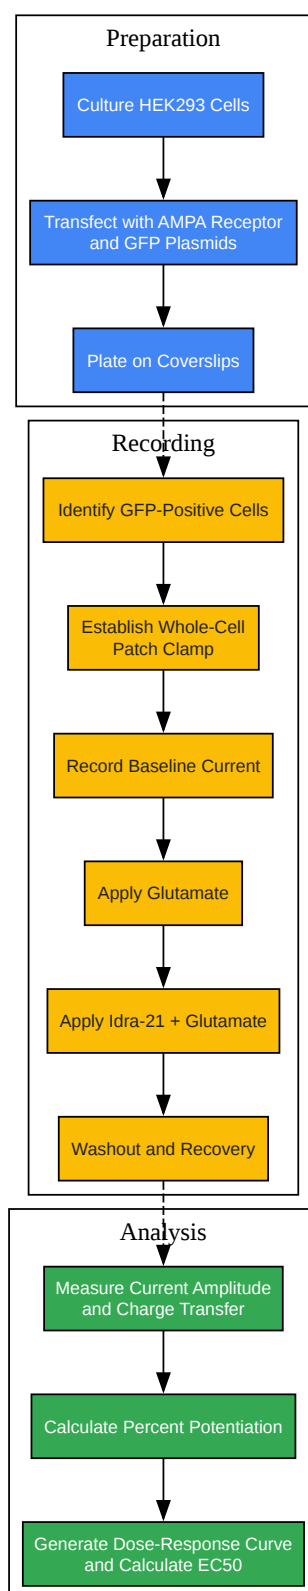 Preparation
Culture HEK293 Cells
Transfect with AMPA Receptor
and GFP Plasmids
Plate on Coverslips
Recording
Identify GFP-Positive Cells
Establish Whole-Cell
Patch Clamp
Record Baseline Current
Apply Glutamate
Apply Idra-21 + Glutamate
Washout and Recovery
Analysis
Measure Current Amplitude
and Charge Transfer
Calculate Percent Potentiation
Generate Dose-Response Curve
and Calculate EC50